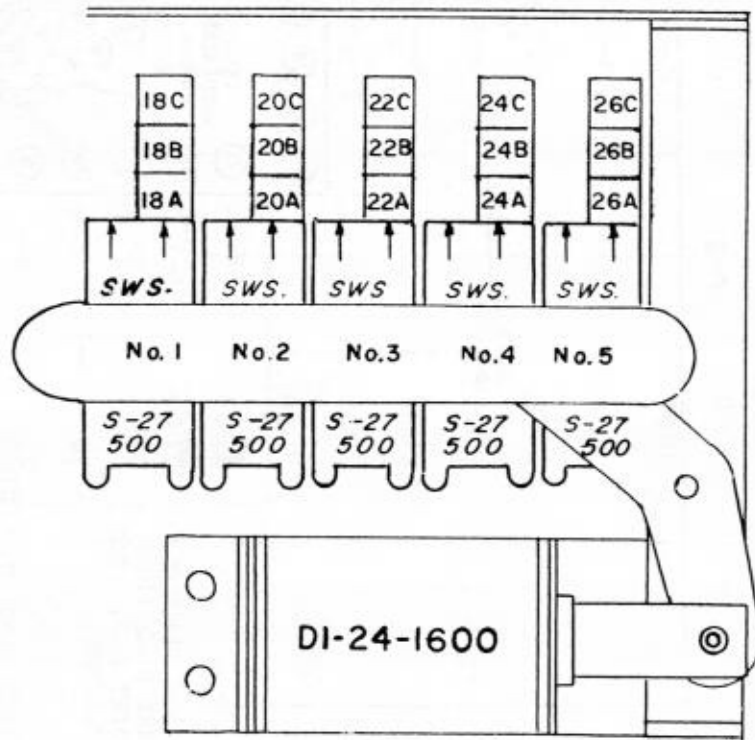 18C 20C 22C 24C 26C
18B 20B 22B 24B 26B
18A 20A 22A 24A 26A
SWS. SWS. SWS SWS. SWS.
No. 1 No.2 No.3 No.4 No.5
S-27 S-27 S-27 S-27 S-27
500 500 500 500 500
D1-24-1600